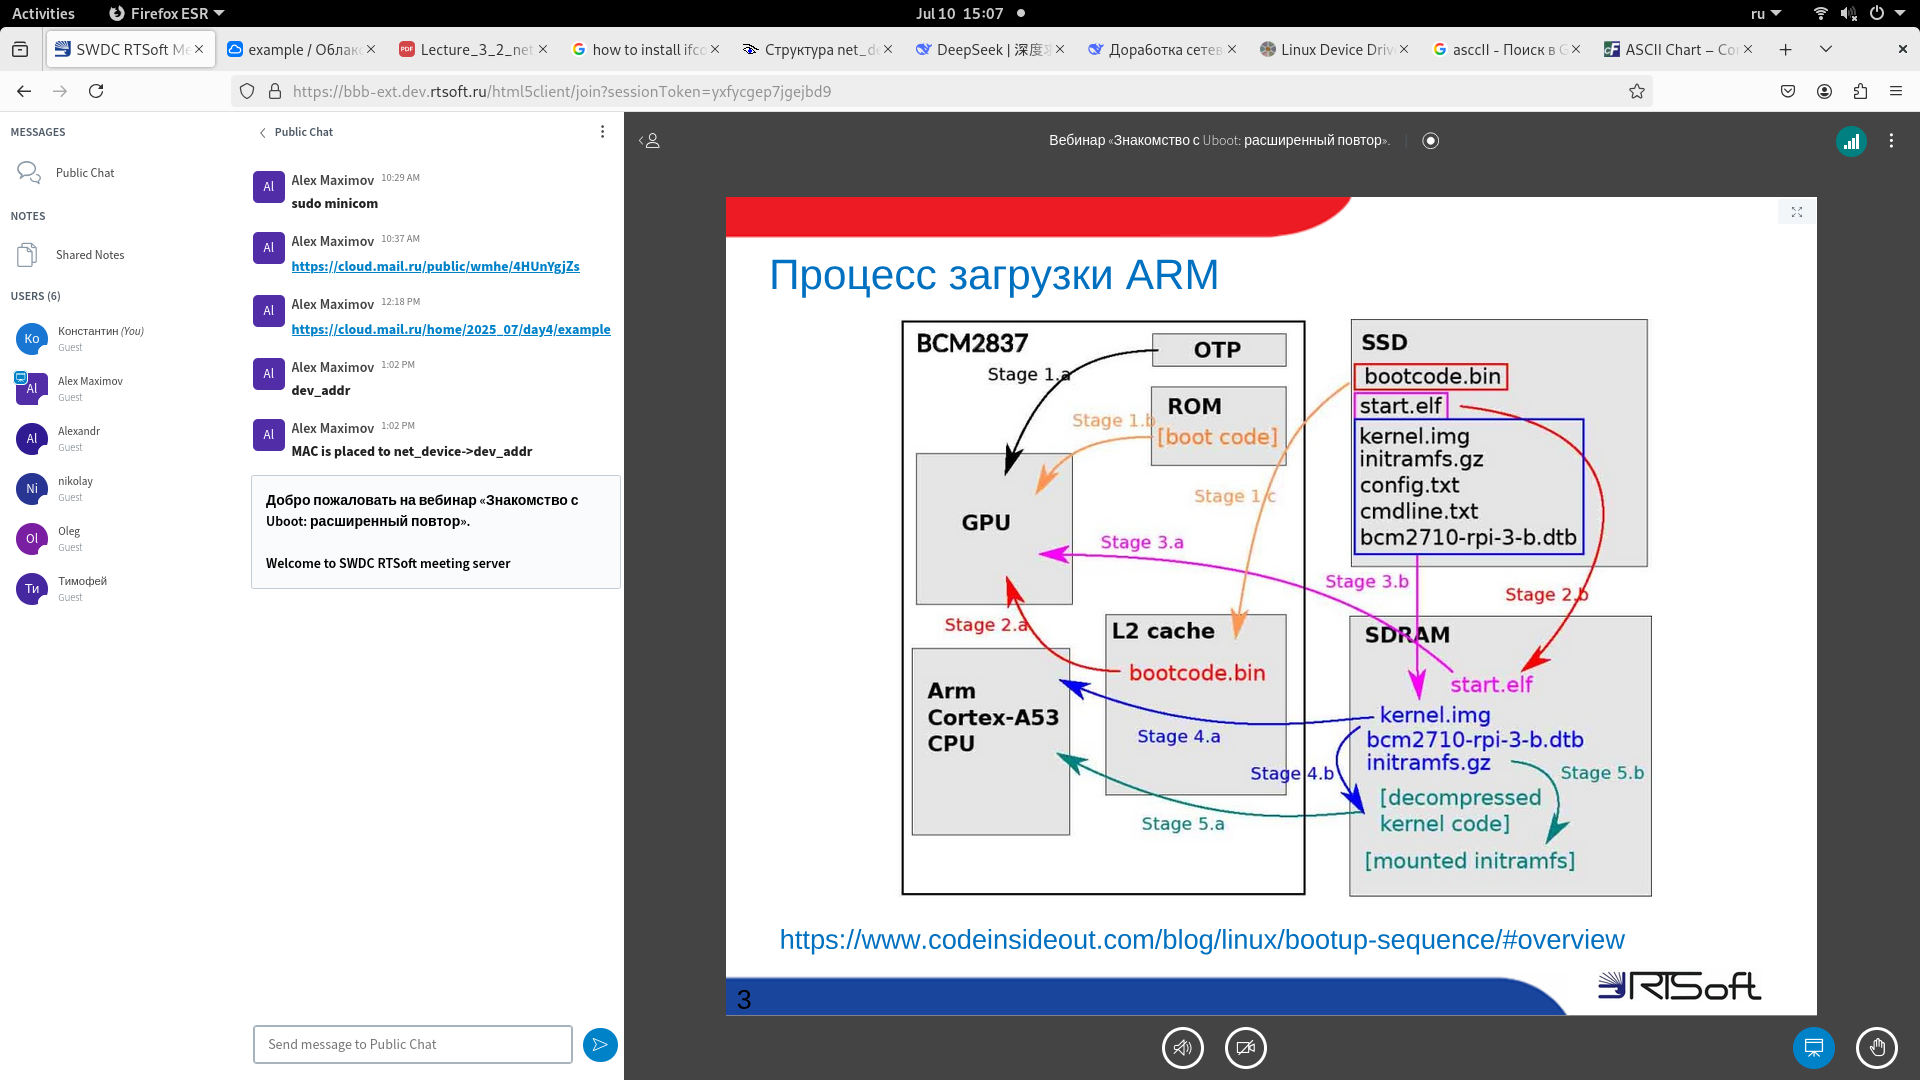 Activities
Firefox ESR
Jul 10 15:07
ru
SWDC RTSoft Me
example / Облак
Lecture_3_2_net
how to install ifco
Структура net_de
DeepSeek | 深度
Доработка сетев
Linux Device Driv
asccII - Поиск в G
ASCII Chart – Co
https://bbb-ext.dev.rtsoft.ru/html5client/join?sessionToken=yxfycgep7jgejbd9
MESSAGES
Public Chat
NOTES
Shared Notes
USERS (6)
Ko
Константин (You)
Guest
Al
Alex Maximov
Guest
Al
Alexandr
Guest
Ni
nikolay
Guest
Ol
Oleg
Guest
Ти
Тимофей
Guest
Public Chat
Al
Alex Maximov 10:29 AM
sudo minicom
Al
Alex Maximov 10:37 AM
https://cloud.mail.ru/public/wmhe/4HUnYgjZs
Al
Alex Maximov 12:18 PM
https://cloud.mail.ru/home/2025_07/day4/example
Al
Alex Maximov 1:02 PM
dev_addr
Al
Alex Maximov 1:02 PM
MAC is placed to net_device->dev_addr
Добро пожаловать на вебинар «Знакомство с
Uboot: расширенный повтор».
Welcome to SWDC RTSoft meeting server
Send message to Public Chat
Вебинар «Знакомство с Uboot: расширенный повтор».
Процесс загрузки ARM
BCM2837
OTP
Stage 1.a
ROM
[boot code]
Stage 1.b
Stage 1.c
GPU
Stage 3.a
Stage 2.a
L2 cache
bootcode.bin
Arm
Cortex-A53
CPU
Stage 4.a
Stage 4.b
Stage 5.a
SSD
bootcode.bin
start.elf
kernel.img
initramfs.gz
config.txt
cmdline.txt
bcm2710-rpi-3-b.dtb
Stage 3.b
Stage 2.b
SDRAM
start.elf
kernel.img
bcm2710-rpi-3-b.dtb
initramfs.gz
Stage 5.b
[decompressed
kernel code]
[mounted initramfs]
https://www.codeinsideout.com/blog/linux/bootup-sequence/#overview
3
RTSoft